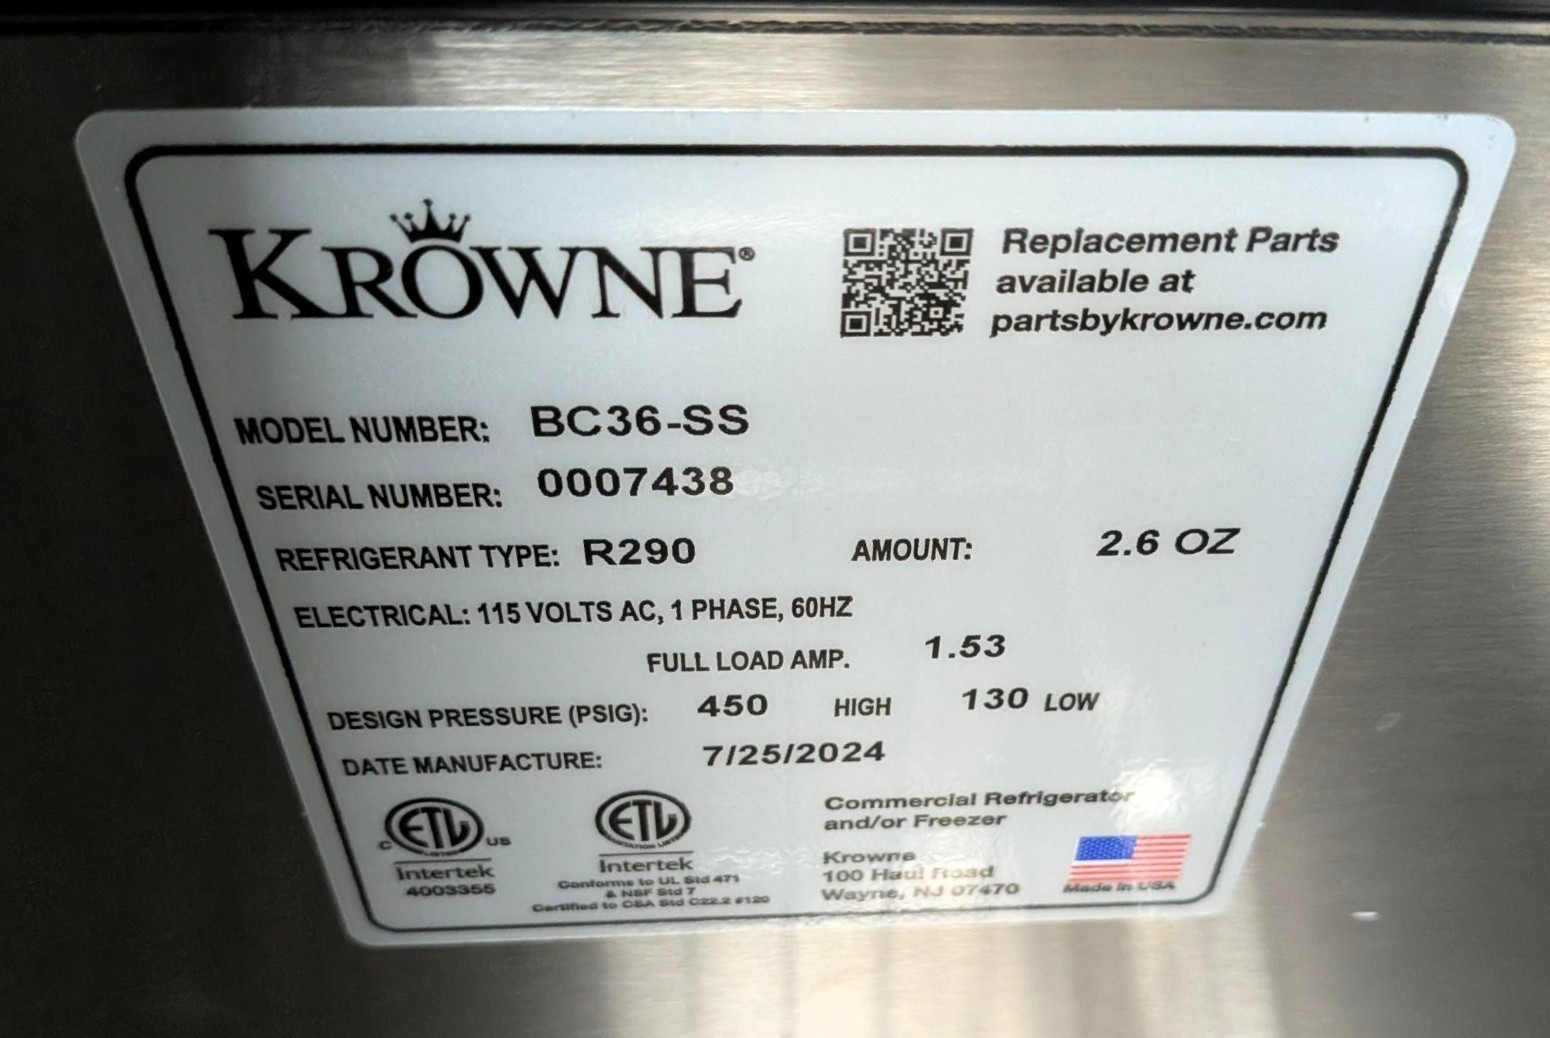 KROWNE®
Replacement Parts
available at
partsbykrowne.com
MODEL NUMBER: BC36-SS
SERIAL NUMBER: 0007438
REFRIGERANT TYPE: R290 AMOUNT: 2.6 OZ
ELECTRICAL: 115 VOLTS AC, 1 PHASE, 60HZ
FULL LOAD AMP. 1.53
DESIGN PRESSURE (PSIG): 450 HIGH 130 LOW
DATE MANUFACTURE: 7/25/2024
C ETL US
Intertek
4003355
ETL
Intertek
Conforms to UL Std 471
& NSF Std 7
Certified to CSA Std C22.2 #120
Commercial Refrigerator
and/or Freezer
Krowne
100 Haul Road
Wayne, NJ 07470
Made in USA